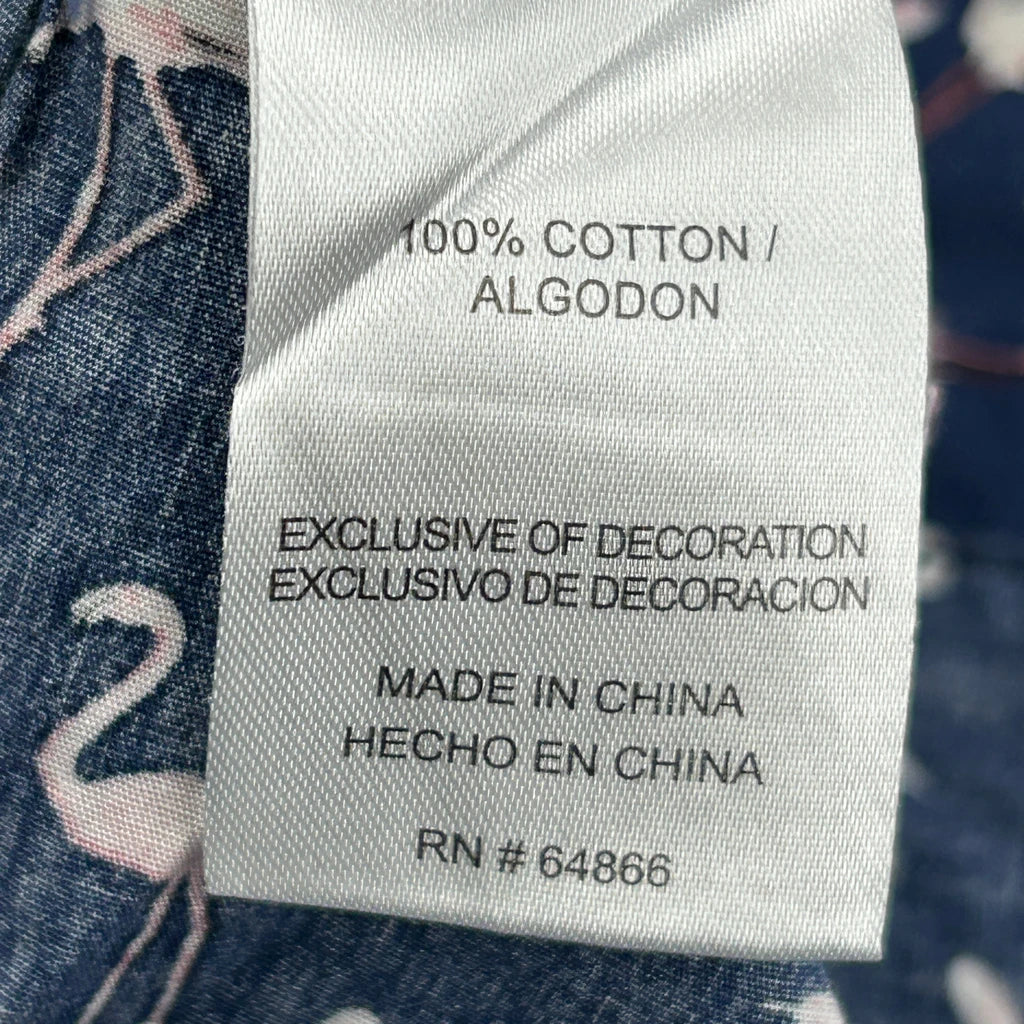 100% COTTON /
ALGODON
EXCLUSIVE OF DECORATION
EXCLUSIVO DE DECORACION
MADE IN CHINA
HECHO EN CHINA
RN # 64866